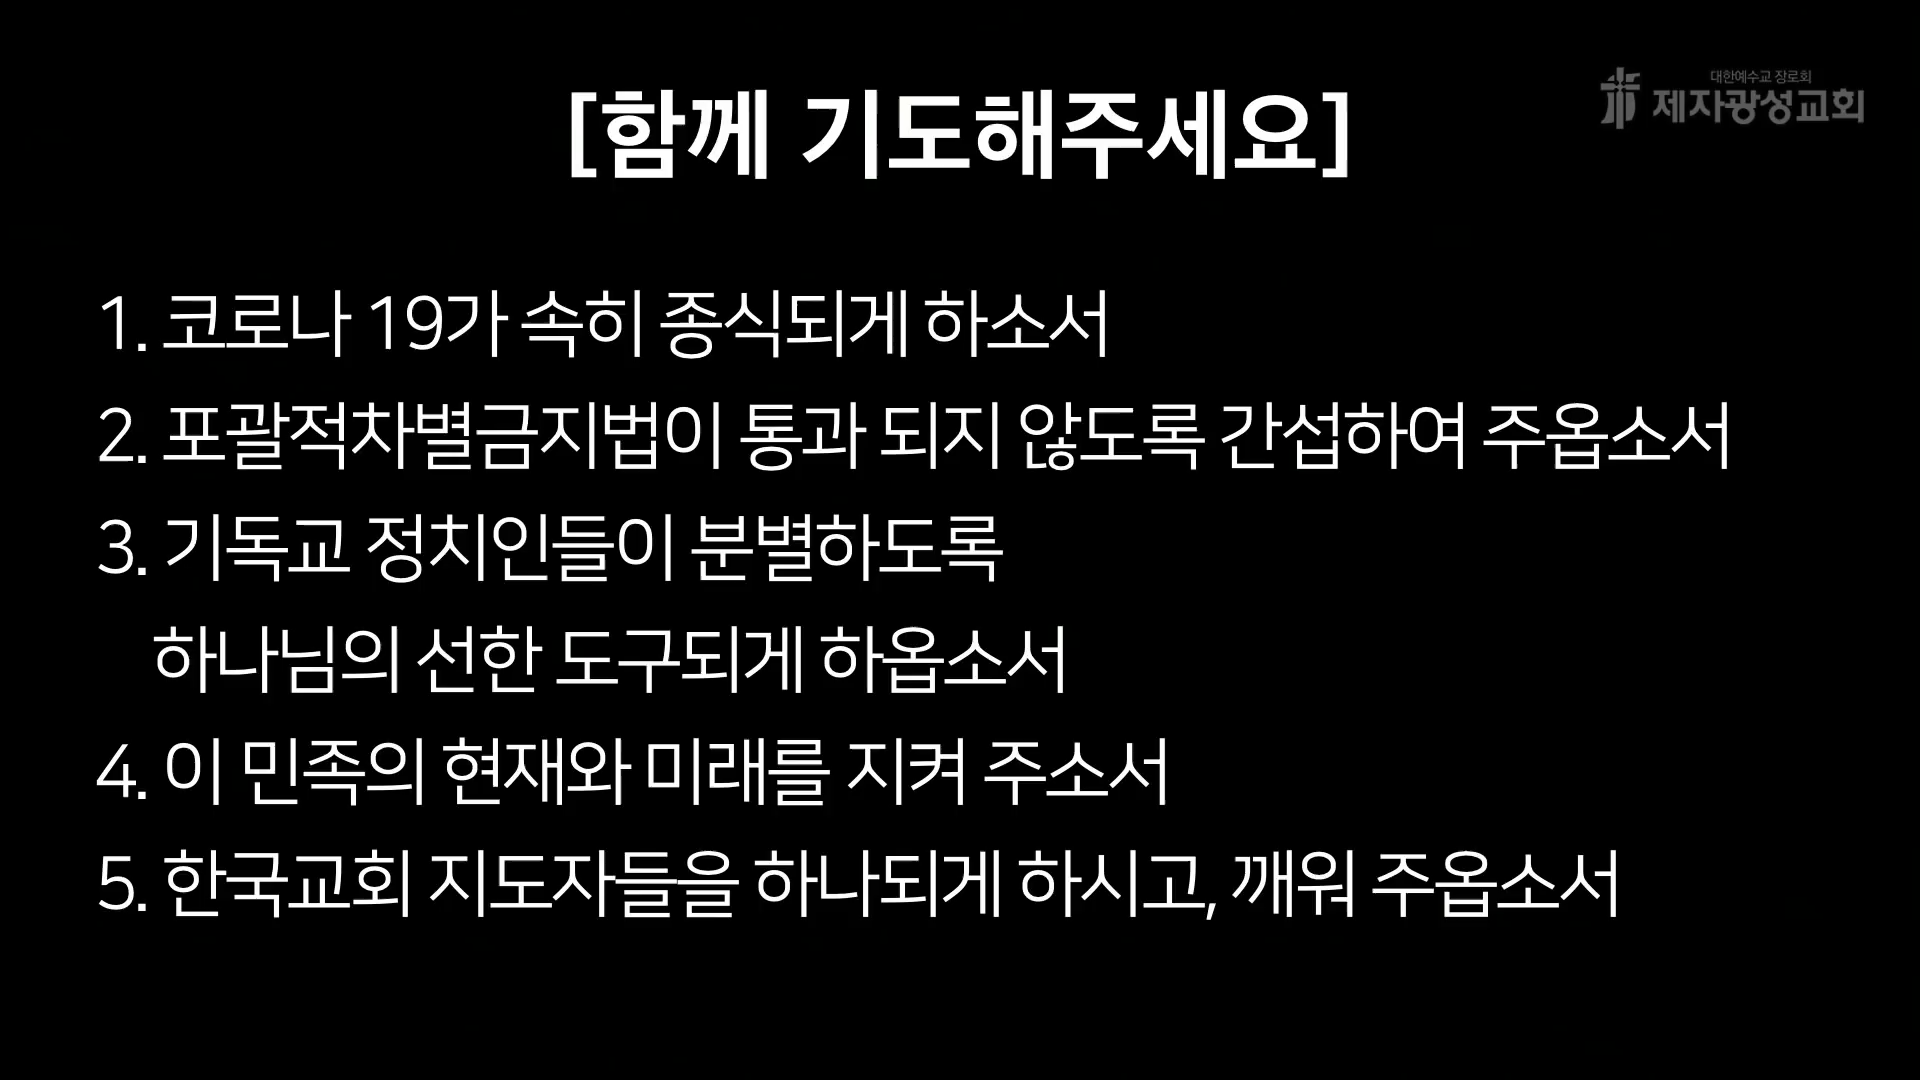 대한예수교 장로회
제자광성교회
[함께 기도해주세요]
1. 코로나 19가 속히 종식되게 하소서
2. 포괄적차별금지법이 통과 되지 않도록 간섭하여 주옵소서
3. 기독교 정치인들이 분별하도록
하나님의 선한 도구되게 하옵소서
4. 이 민족의 현재와 미래를 지켜 주소서
5. 한국교회 지도자들을 하나되게 하시고, 깨워 주옵소서